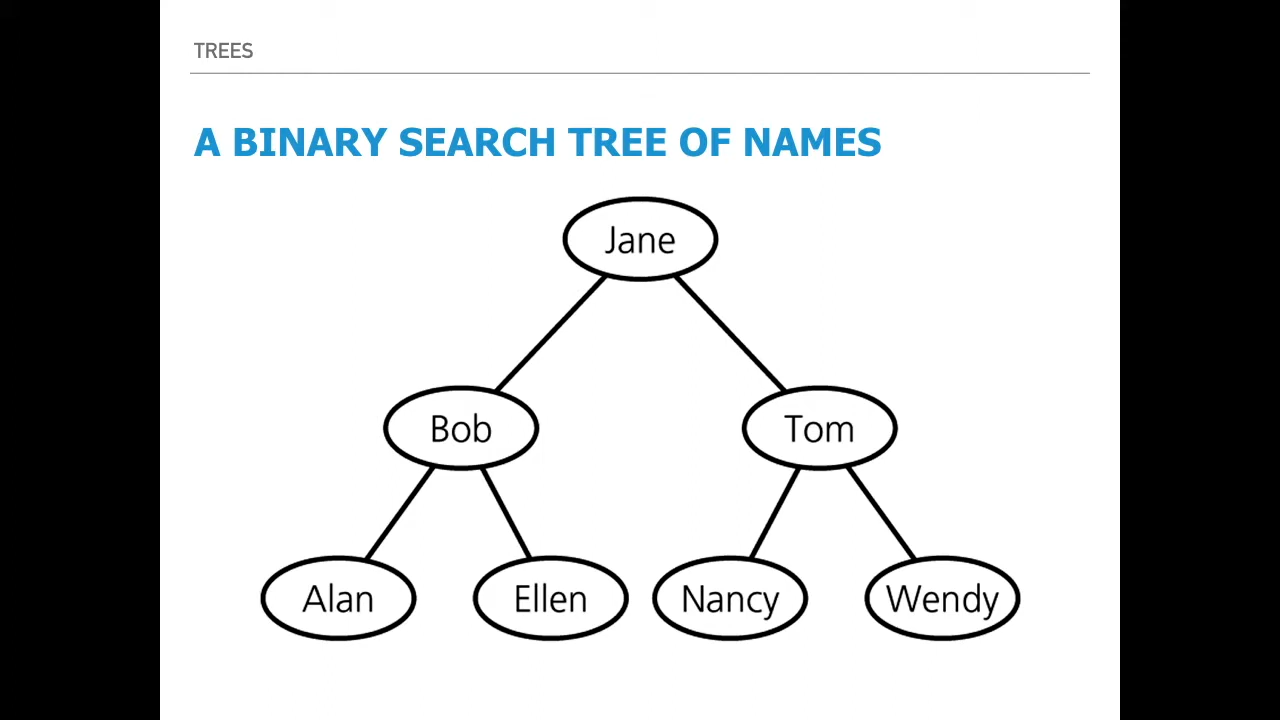 TREES
A BINARY SEARCH TREE OF NAMES
Jane
Bob
Tom
Alan
Ellen
Nancy
Wendy